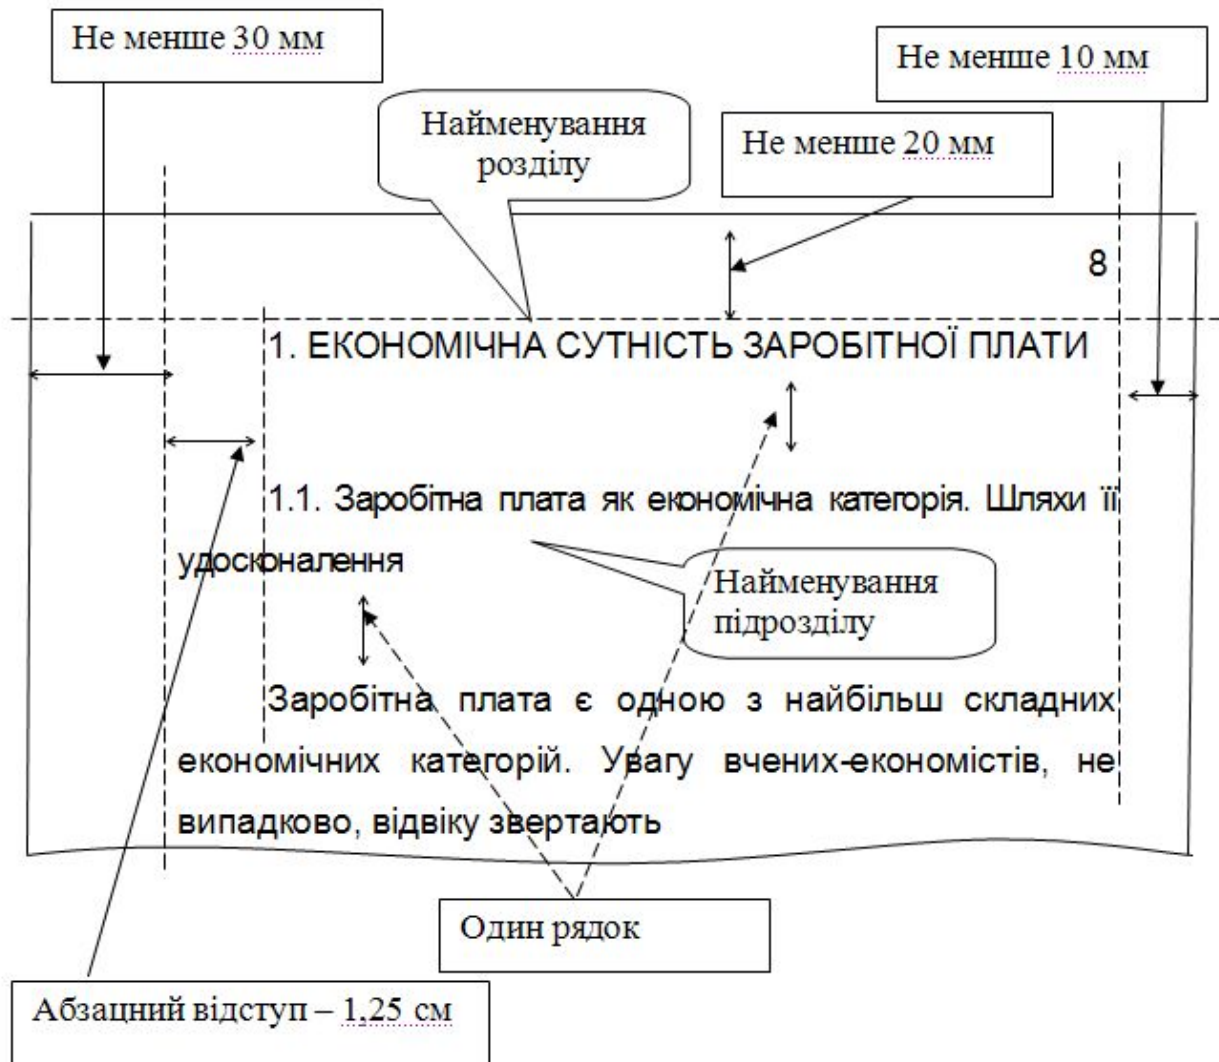 Не менше 30 мм
Не менше 10 мм
Найменування
розділу
Не менше 20 мм
8
1. ЕКОНОМІЧНА СУТНІСТЬ ЗАРОБІТНОЇ ПЛАТИ
1.1. Заробітна плата як економічна категорія. Шляхи її
удосконалення
Найменування
підрозділу
Заробітна плата є одною з найбільш складних
економічних категорій. Увагу вчених-економістів, не
випадково, відвіку звертають
Один рядок
Абзацний відступ – 1,25 см